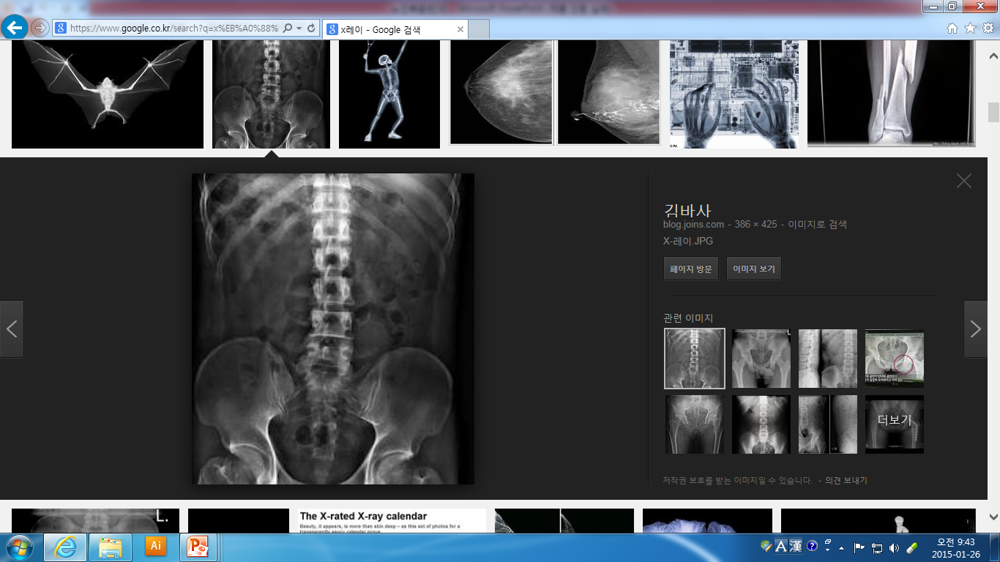 https://www.google.co.kr/search?q=x%EB%A0%88%
x레이 - Google 검색
김바사
blog.joins.com - 386 × 425 - 이미지로 검색
X-레이.JPG
페이지 방문
이미지 보기
관련 이미지
더보기
저작권 보호를 받는 이미지일 수 있습니다. - 의견 보내기
L.
The X-rated X-ray calendar
Beauty, it appears, is more than skin deep – as this set of photos for a
transparently saucy calendar prove
Ai
A 漢
오전 9:43
2015-01-26